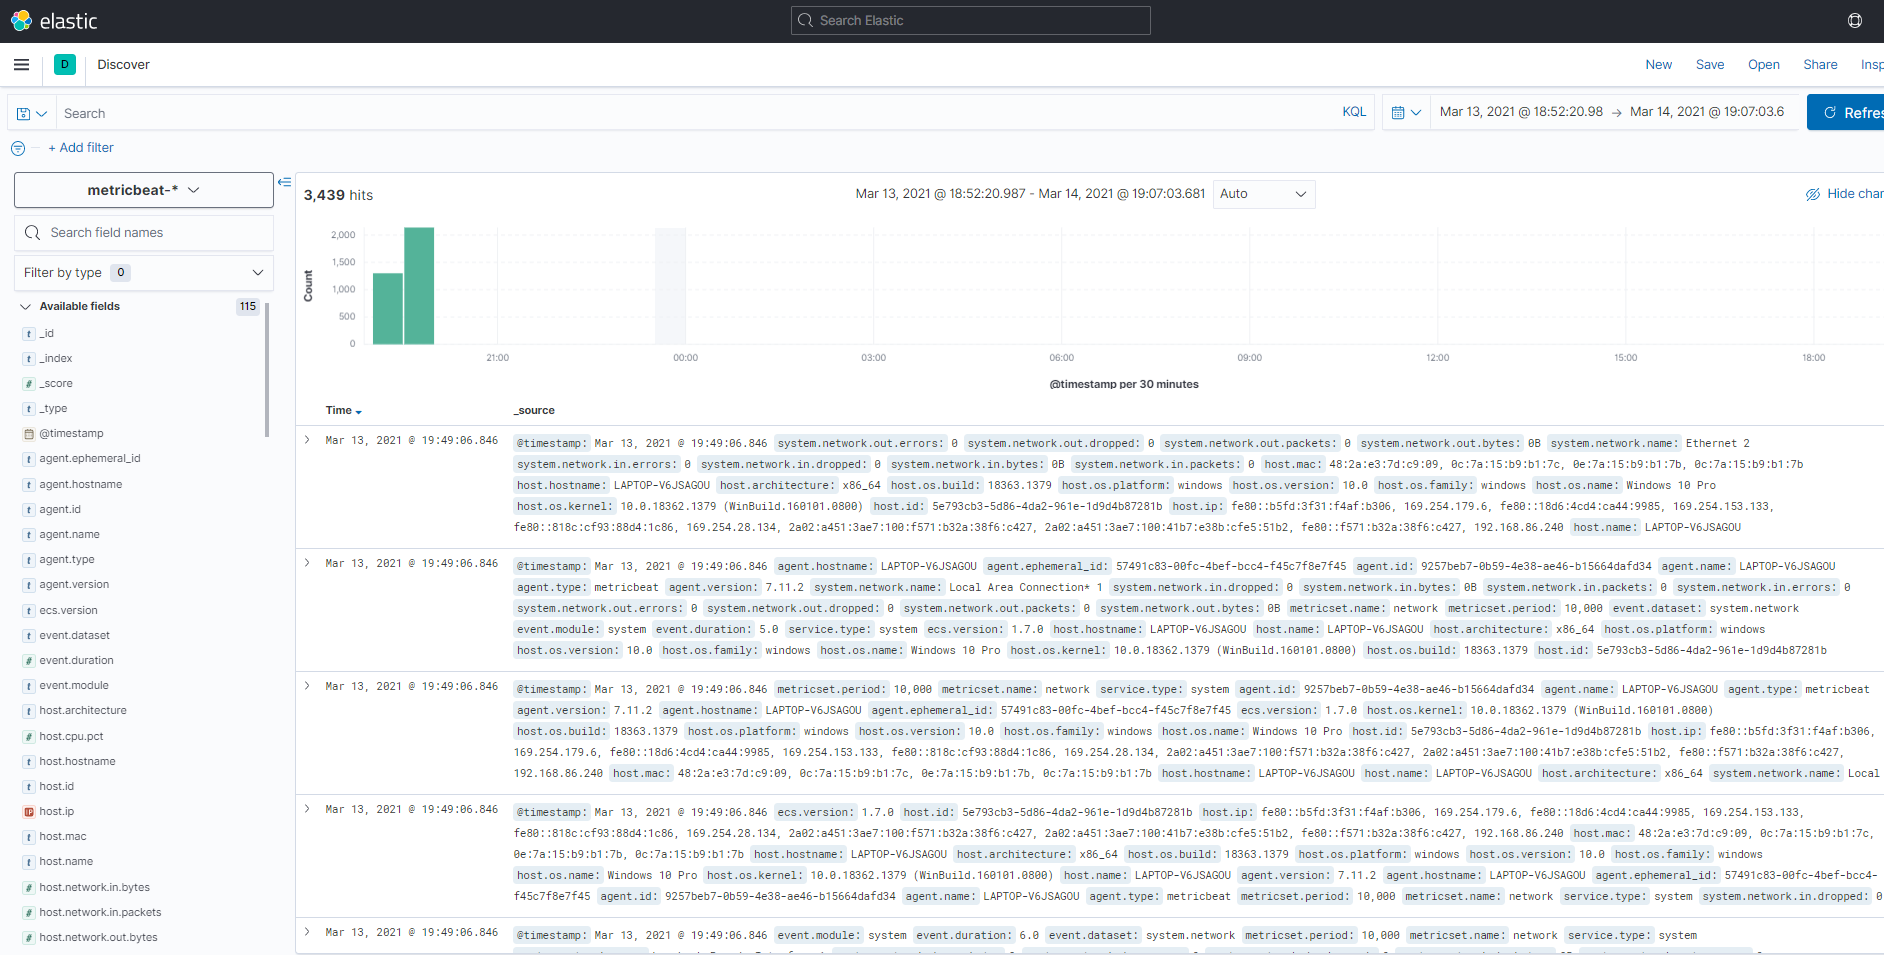 elastic
Search Elastic
D
Discover
New Save Open Share Insp
Search
KQL
Mar 13, 2021 @ 18:52:20.98 → Mar 14, 2021 @ 19:07:03.6
Refres
+ Add filter
metricbeat-*
Search field names
Filter by type 0
Available fields 115
t _id
t _index
# _score
t _type
@timestamp
t agent.ephemeral_id
t agent.hostname
t agent.id
t agent.name
t agent.type
t agent.version
t ecs.version
t event.dataset
# event.duration
t event.module
t host.architecture
# host.cpu.pct
t host.hostname
t host.id
IP host.ip
t host.mac
t host.name
# host.network.in.bytes
# host.network.in.packets
# host.network.out.bytes
3,439 hits
Mar 13, 2021 @ 18:52:20.987 - Mar 14, 2021 @ 19:07:03.681
Auto
Hide char
Count
2,000
1,500
1,000
500
0
21:00 00:00 03:00 06:00 09:00 12:00 15:00 18:00
@timestamp per 30 minutes
Time _source
Mar 13, 2021 @ 19:49:06.846
@timestamp: Mar 13, 2021 @ 19:49:06.846 system.network.out.errors: 0 system.network.out.dropped: 0 system.network.out.packets: 0 system.network.out.bytes: 0B system.network.name: Ethernet 2
system.network.in.errors: 0 system.network.in.dropped: 0 system.network.in.bytes: 0B system.network.in.packets: 0 host.mac: 48:2a:e3:7d:c9:09, 0c:7a:15:b9:b1:7c, 0e:7a:15:b9:b1:7b, 0c:7a:15:b9:b1:7b
host.hostname: LAPTOP-V6JSAGOU host.architecture: x86_64 host.os.build: 18363.1379 host.os.platform: windows host.os.version: 10.0 host.os.family: windows host.os.name: Windows 10 Pro
host.os.kernel: 10.0.18362.1379 (WinBuild.160101.0800) host.id: 5e793cb3-5d86-4da2-961e-1d9d4b87281b host.ip: fe80::b5fd:3f31:f4af:b306, 169.254.179.6, fe80::18d6:4cd4:ca44:9985, 169.254.153.133,
fe80::818c:cf93:88d4:1c86, 169.254.28.134, 2a02:a451:3ae7:100:f571:b32a:38f6:c427, 2a02:a451:3ae7:100:41b7:e38b:cfe5:51b2, fe80::f571:b32a:38f6:c427, 192.168.86.240 host.name: LAPTOP-V6JSAGOU
Mar 13, 2021 @ 19:49:06.846
@timestamp: Mar 13, 2021 @ 19:49:06.846 agent.hostname: LAPTOP-V6JSAGOU agent.ephemeral_id: 57491c83-00fc-4bef-bcc4-f45c7f8e7f45 agent.id: 9257beb7-0b59-4e38-ae46-b15664dafd34 agent.name: LAPTOP-V6JSAGOU
agent.type: metricbeat agent.version: 7.11.2 system.network.name: Local Area Connection* 1 system.network.in.dropped: 0 system.network.in.bytes: 0B system.network.in.packets: 0 system.network.in.errors: 0
system.network.out.errors: 0 system.network.out.dropped: 0 system.network.out.packets: 0 system.network.out.bytes: 0B metricset.name: network metricset.period: 10,000 event.dataset: system.network
event.module: system event.duration: 5.0 service.type: system ecs.version: 1.7.0 host.hostname: LAPTOP-V6JSAGOU host.name: LAPTOP-V6JSAGOU host.architecture: x86_64 host.os.platform: windows
host.os.version: 10.0 host.os.family: windows host.os.name: Windows 10 Pro host.os.kernel: 10.0.18362.1379 (WinBuild.160101.0800) host.os.build: 18363.1379 host.id: 5e793cb3-5d86-4da2-961e-1d9d4b87281b
Mar 13, 2021 @ 19:49:06.846
@timestamp: Mar 13, 2021 @ 19:49:06.846 metricset.period: 10,000 metricset.name: network service.type: system agent.id: 9257beb7-0b59-4e38-ae46-b15664dafd34 agent.name: LAPTOP-V6JSAGOU agent.type: metricbeat
agent.version: 7.11.2 agent.hostname: LAPTOP-V6JSAGOU agent.ephemeral_id: 57491c83-00fc-4bef-bcc4-f45c7f8e7f45 ecs.version: 1.7.0 host.os.kernel: 10.0.18362.1379 (WinBuild.160101.0800)
host.os.build: 18363.1379 host.os.platform: windows host.os.version: 10.0 host.os.family: windows host.os.name: Windows 10 Pro host.id: 5e793cb3-5d86-4da2-961e-1d9d4b87281b host.ip: fe80::b5fd:3f31:f4af:b306,
169.254.179.6, fe80::18d6:4cd4:ca44:9985, 169.254.153.133, fe80::818c:cf93:88d4:1c86, 169.254.28.134, 2a02:a451:3ae7:100:f571:b32a:38f6:c427, 2a02:a451:3ae7:100:41b7:e38b:cfe5:51b2, fe80::f571:b32a:38f6:c427,
192.168.86.240 host.mac: 48:2a:e3:7d:c9:09, 0c:7a:15:b9:b1:7c, 0e:7a:15:b9:b1:7b, 0c:7a:15:b9:b1:7b host.hostname: LAPTOP-V6JSAGOU host.name: LAPTOP-V6JSAGOU host.architecture: x86_64 system.network.name: Local
Mar 13, 2021 @ 19:49:06.846
@timestamp: Mar 13, 2021 @ 19:49:06.846 ecs.version: 1.7.0 host.id: 5e793cb3-5d86-4da2-961e-1d9d4b87281b host.ip: fe80::b5fd:3f31:f4af:b306, 169.254.179.6, fe80::18d6:4cd4:ca44:9985, 169.254.153.133,
fe80::818c:cf93:88d4:1c86, 169.254.28.134, 2a02:a451:3ae7:100:f571:b32a:38f6:c427, 2a02:a451:3ae7:100:41b7:e38b:cfe5:51b2, fe80::f571:b32a:38f6:c427, 192.168.86.240 host.mac: 48:2a:e3:7d:c9:09, 0c:7a:15:b9:b1:7c,
0e:7a:15:b9:b1:7b, 0c:7a:15:b9:b1:7b host.hostname: LAPTOP-V6JSAGOU host.architecture: x86_64 host.os.build: 18363.1379 host.os.platform: windows host.os.version: 10.0 host.os.family: windows
host.os.name: Windows 10 Pro host.os.kernel: 10.0.18362.1379 (WinBuild.160101.0800) host.name: LAPTOP-V6JSAGOU agent.version: 7.11.2 agent.hostname: LAPTOP-V6JSAGOU agent.ephemeral_id: 57491c83-00fc-4bef-bcc4-
f45c7f8e7f45 agent.id: 9257beb7-0b59-4e38-ae46-b15664dafd34 agent.name: LAPTOP-V6JSAGOU agent.type: metricbeat metricset.period: 10,000 metricset.name: network service.type: system system.network.in.dropped: 0
Mar 13, 2021 @ 19:49:06.846
@timestamp: Mar 13, 2021 @ 19:49:06.846 event.module: system event.duration: 6.0 event.dataset: system.network metricset.period: 10,000 metricset.name: network service.type: system